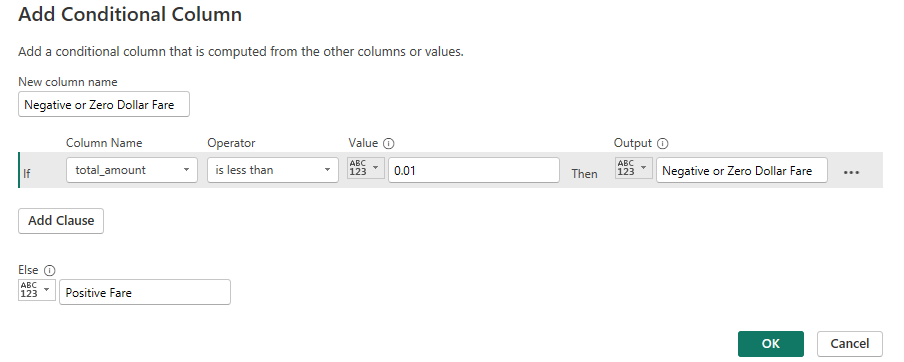 Add Conditional Column
Add a conditional column that is computed from the other columns or values.
New column name
Negative or Zero Dollar Fare
Column Name Operator Value Output
If total_amount is less than ABC 123 0.01 Then ABC 123 Negative or Zero Dollar Fare ...
Add Clause
Else
ABC 123 Positive Fare
OK Cancel